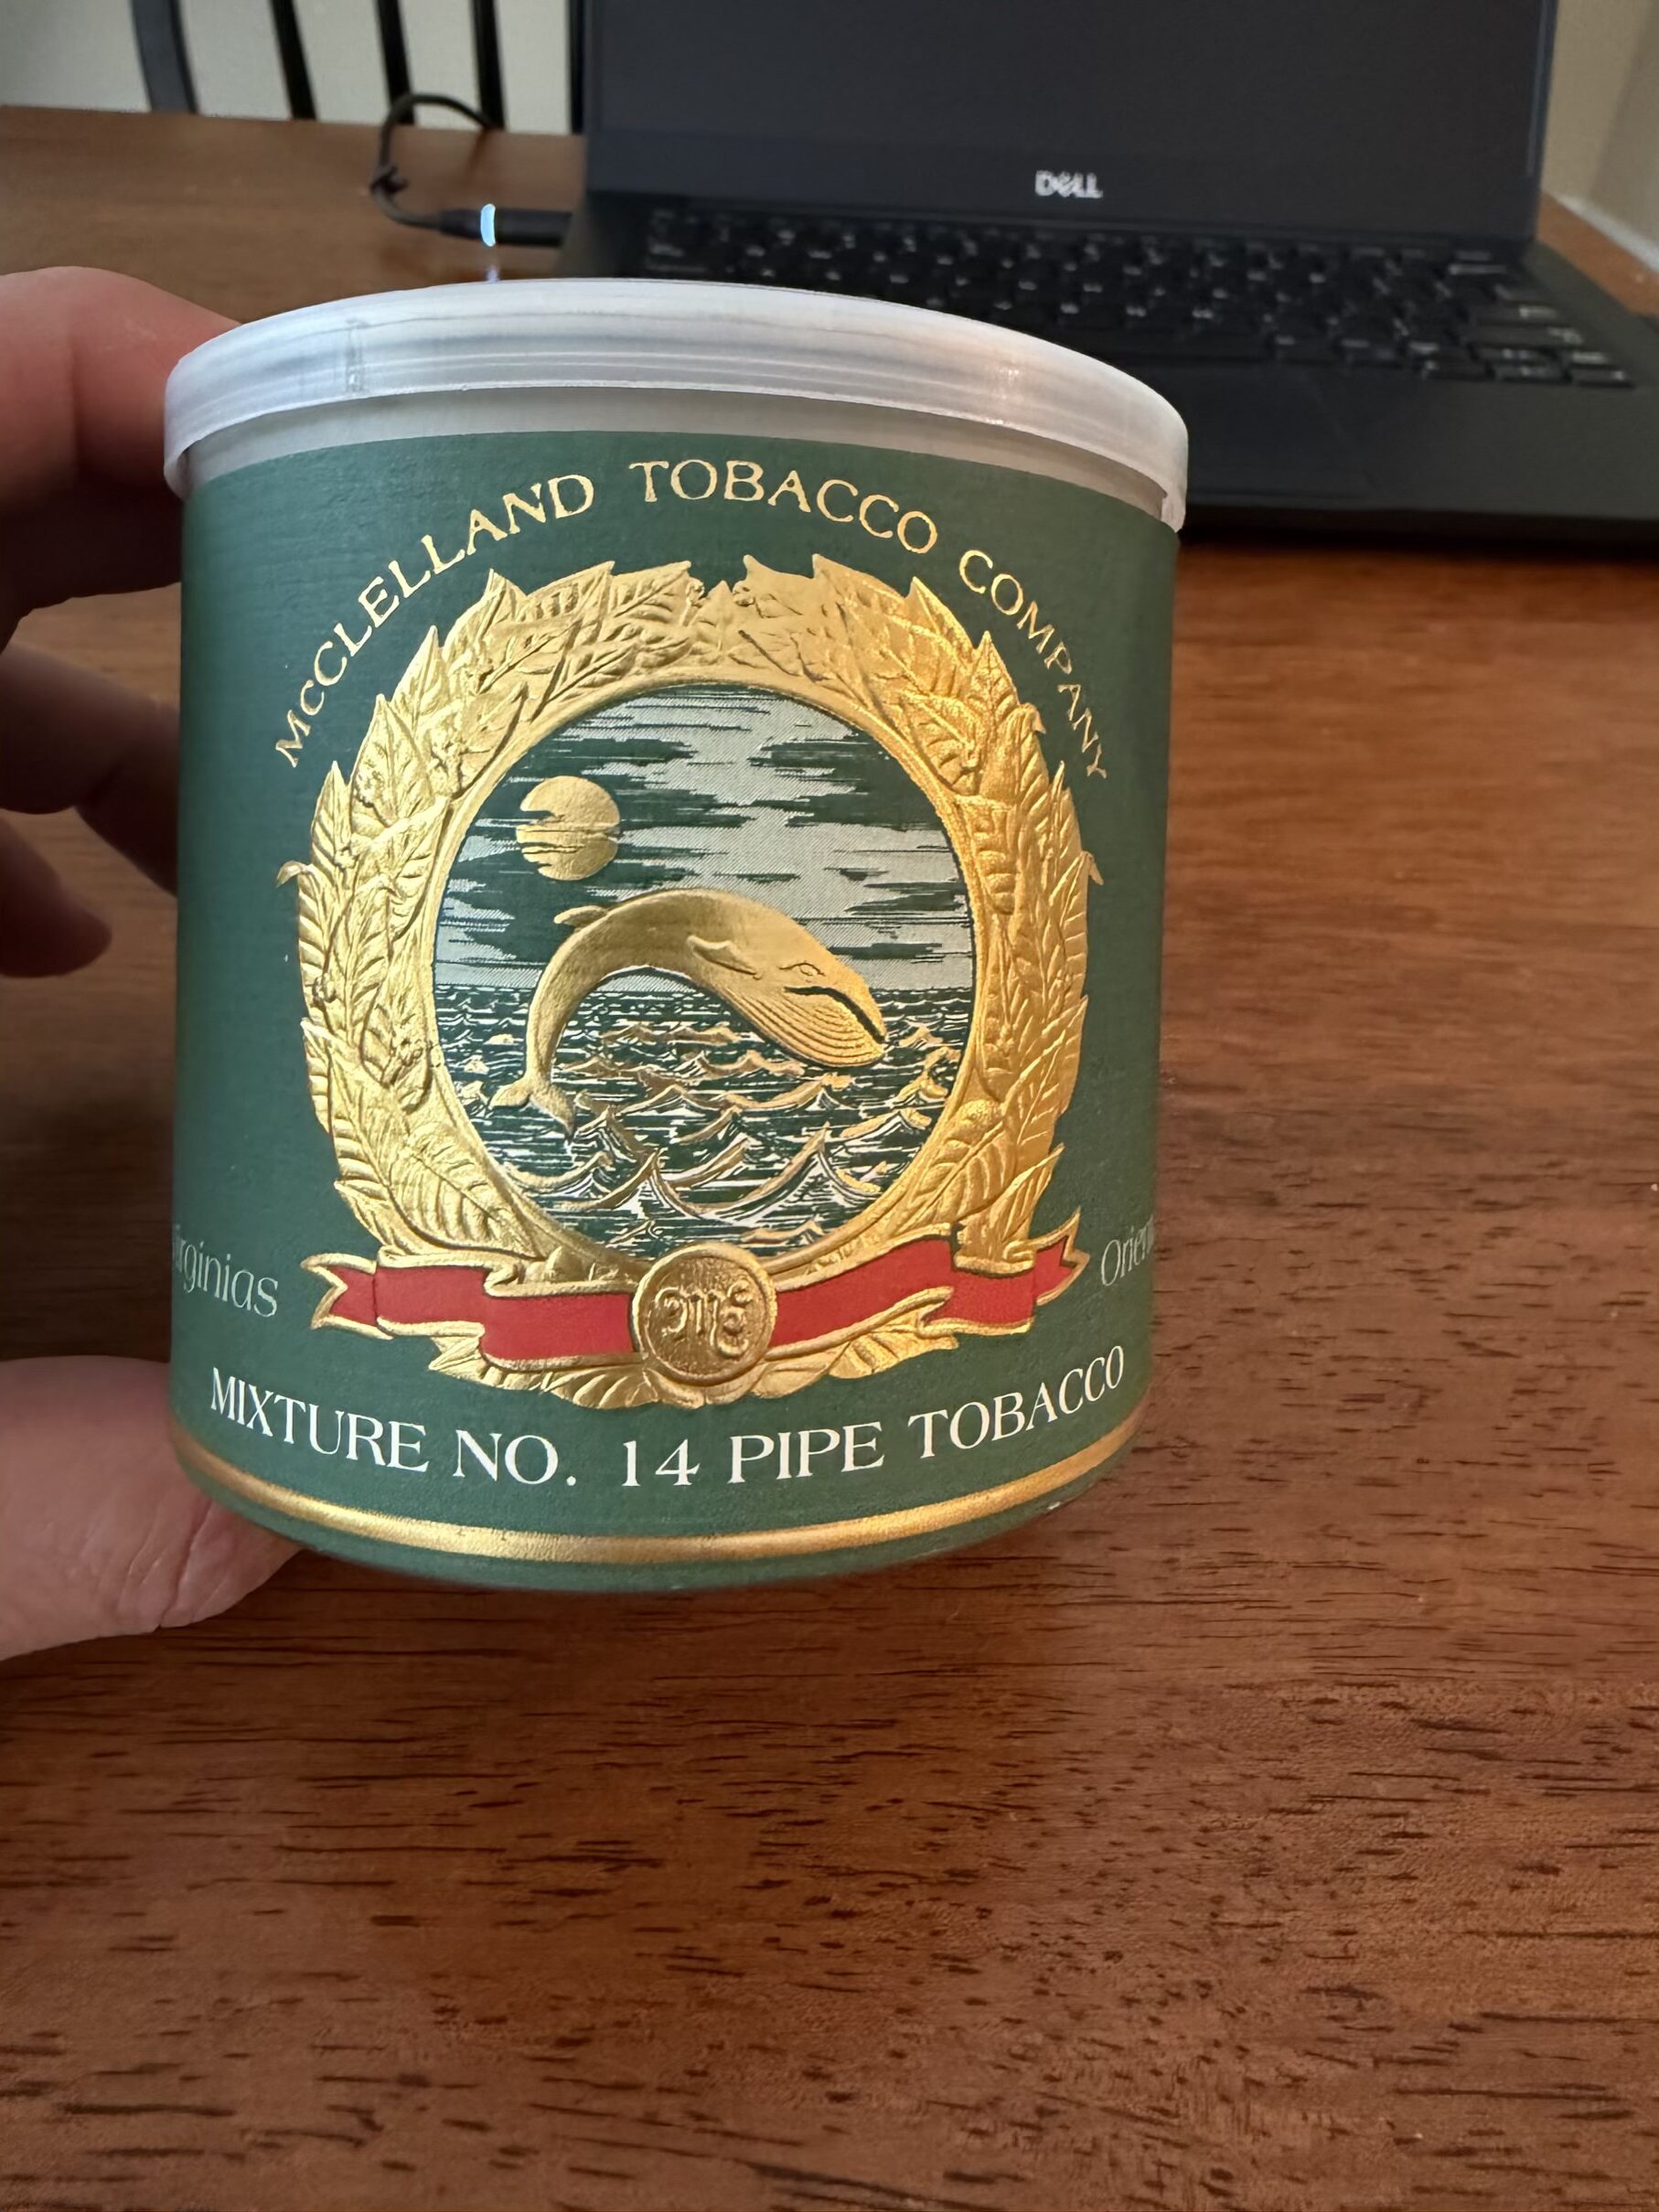 DELL
McCLELLAND TOBACCO COMPANY
MIXTURE NO. 14 PIPE TOBACCO